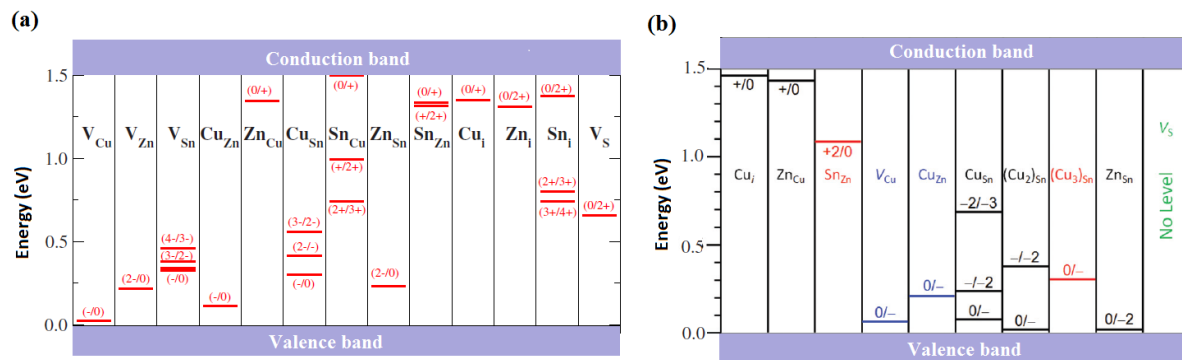 (a)
Conduction band
Energy (eV)
1.5
1.0
0.5
0.0
V_Cu
V_Zn
V_Sn
Cu_Zn
Zn_Cu
Cu_Sn
Sn_Cu
Zn_Sn
Sn_Zn
Cu_i
Zn_i
Sn_i
V_S
(-/0)
(2-/0)
(4-/3-)
(3-/2-)
(-/0)
(-/0)
(0/+)
(3-/2-)
(2-/-)
(-/0)
(0/+)
(+/2+)
(2+/3+)
(2-/0)
(0/+)
(+/2+)
(0/+)
(0/2+)
(0/2+)
(2+/3+)
(3+/4+)
(0/2+)
Valence band
(b)
Conduction band
Energy (eV)
1.5
1.0
0.5
0.0
+/0
+/0
+2/0
Cu_i
Zn_Cu
Sn_Zn
V_Cu
Cu_Zn
Cu_Sn
(Cu_2)_Sn
(Cu_3)_Sn
Zn_Sn
V_S
No Level
0/−
0/−
−2/−3
−/−2
0/−
−/−2
0/−
0/−
0/−2
Valence band